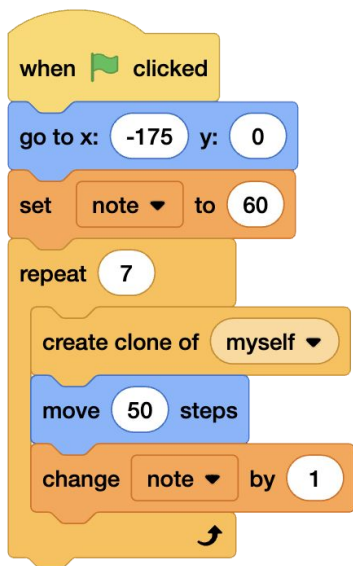 when clicked
go to x: -175 y: 0
set note to 60
repeat 7
create clone of myself
move 50 steps
change note by 1